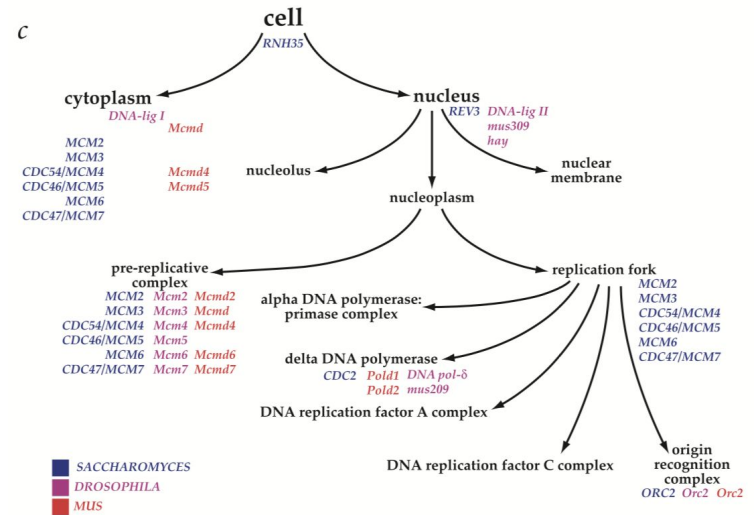 c
cell
RNH35
cytoplasm
DNA-lig I
Mcmd
MCM2
MCM3
CDC54/MCM4 Mcmd4
CDC46/MCM5 Mcmd5
MCM6
CDC47/MCM7
nucleus
REV3 DNA-lig II
mus309
hay
nucleolus
nucleoplasm
nuclear
membrane
pre-replicative
complex
MCM2 Mcm2 Mcmd2
MCM3 Mcm3 Mcmd
CDC54/MCM4 Mcm4 Mcmd4
CDC46/MCM5 Mcm5
MCM6 Mcm6 Mcmd6
CDC47/MCM7 Mcm7 Mcmd7
alpha DNA polymerase:
primase complex
replication fork
MCM2
MCM3
CDC54/MCM4
CDC46/MCM5
MCM6
CDC47/MCM7
delta DNA polymerase
CDC2 Pold1 DNA pol-δ
Pold2 mus209
DNA replication factor A complex
DNA replication factor C complex
origin
recognition
complex
ORC2 Orc2 Orc2
SACCHAROMYCES
DROSOPHILA
MUS